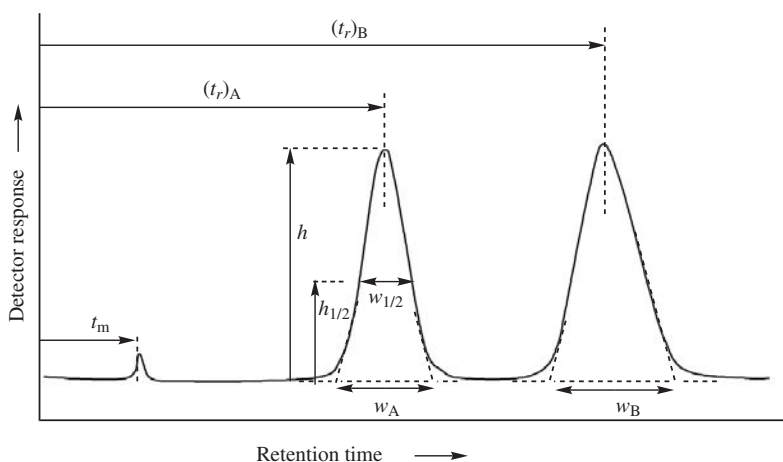 (t_r)_B
(t_r)_A
Detector response
h
h_1/2
w_1/2
t_m
w_A
w_B
Retention time